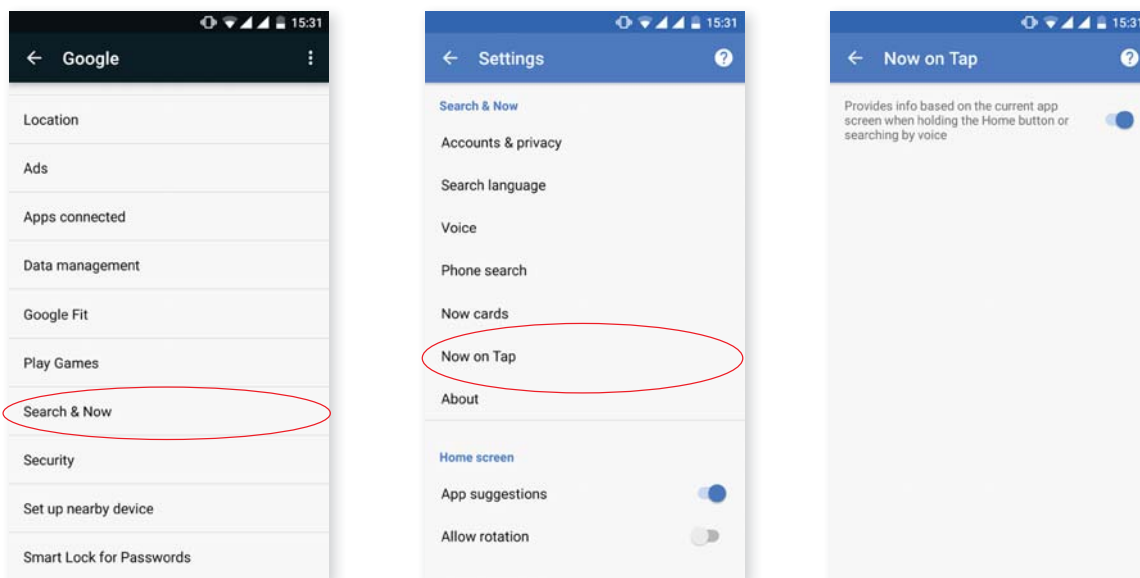 15:31
Google
Location
Ads
Apps connected
Data management
Google Fit
Play Games
Search & Now
Security
Set up nearby device
Smart Lock for Passwords
15:31
Settings
Search & Now
Accounts & privacy
Search language
Voice
Phone search
Now cards
Now on Tap
About
Home screen
App suggestions
Allow rotation
15:31
Now on Tap
Provides info based on the current app
screen when holding the Home button or
searching by voice